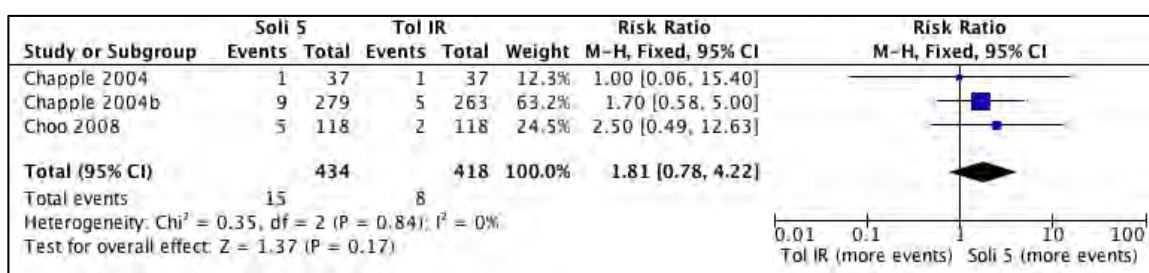 Soli 5 Tol IR Risk Ratio Risk Ratio
Study or Subgroup Events Total Events Total Weight M-H, Fixed, 95% CI M-H, Fixed, 95% CI
Chapple 2004 1 37 1 37 12.3% 1.00 [0.06, 15.40]
Chapple 2004b 9 279 5 263 63.2% 1.70 [0.58, 5.00]
Choo 2008 5 118 2 118 24.5% 2.50 [0.49, 12.63]
Total (95% CI) 434 418 100.0% 1.81 [0.78, 4.22]
Total events 15 8
Heterogeneity: Chi² = 0.35, df = 2 (P = 0.84); I² = 0%
Test for overall effect: Z = 1.37 (P = 0.17)
0.01 0.1 1 10 100
Tol IR (more events) Soli 5 (more events)